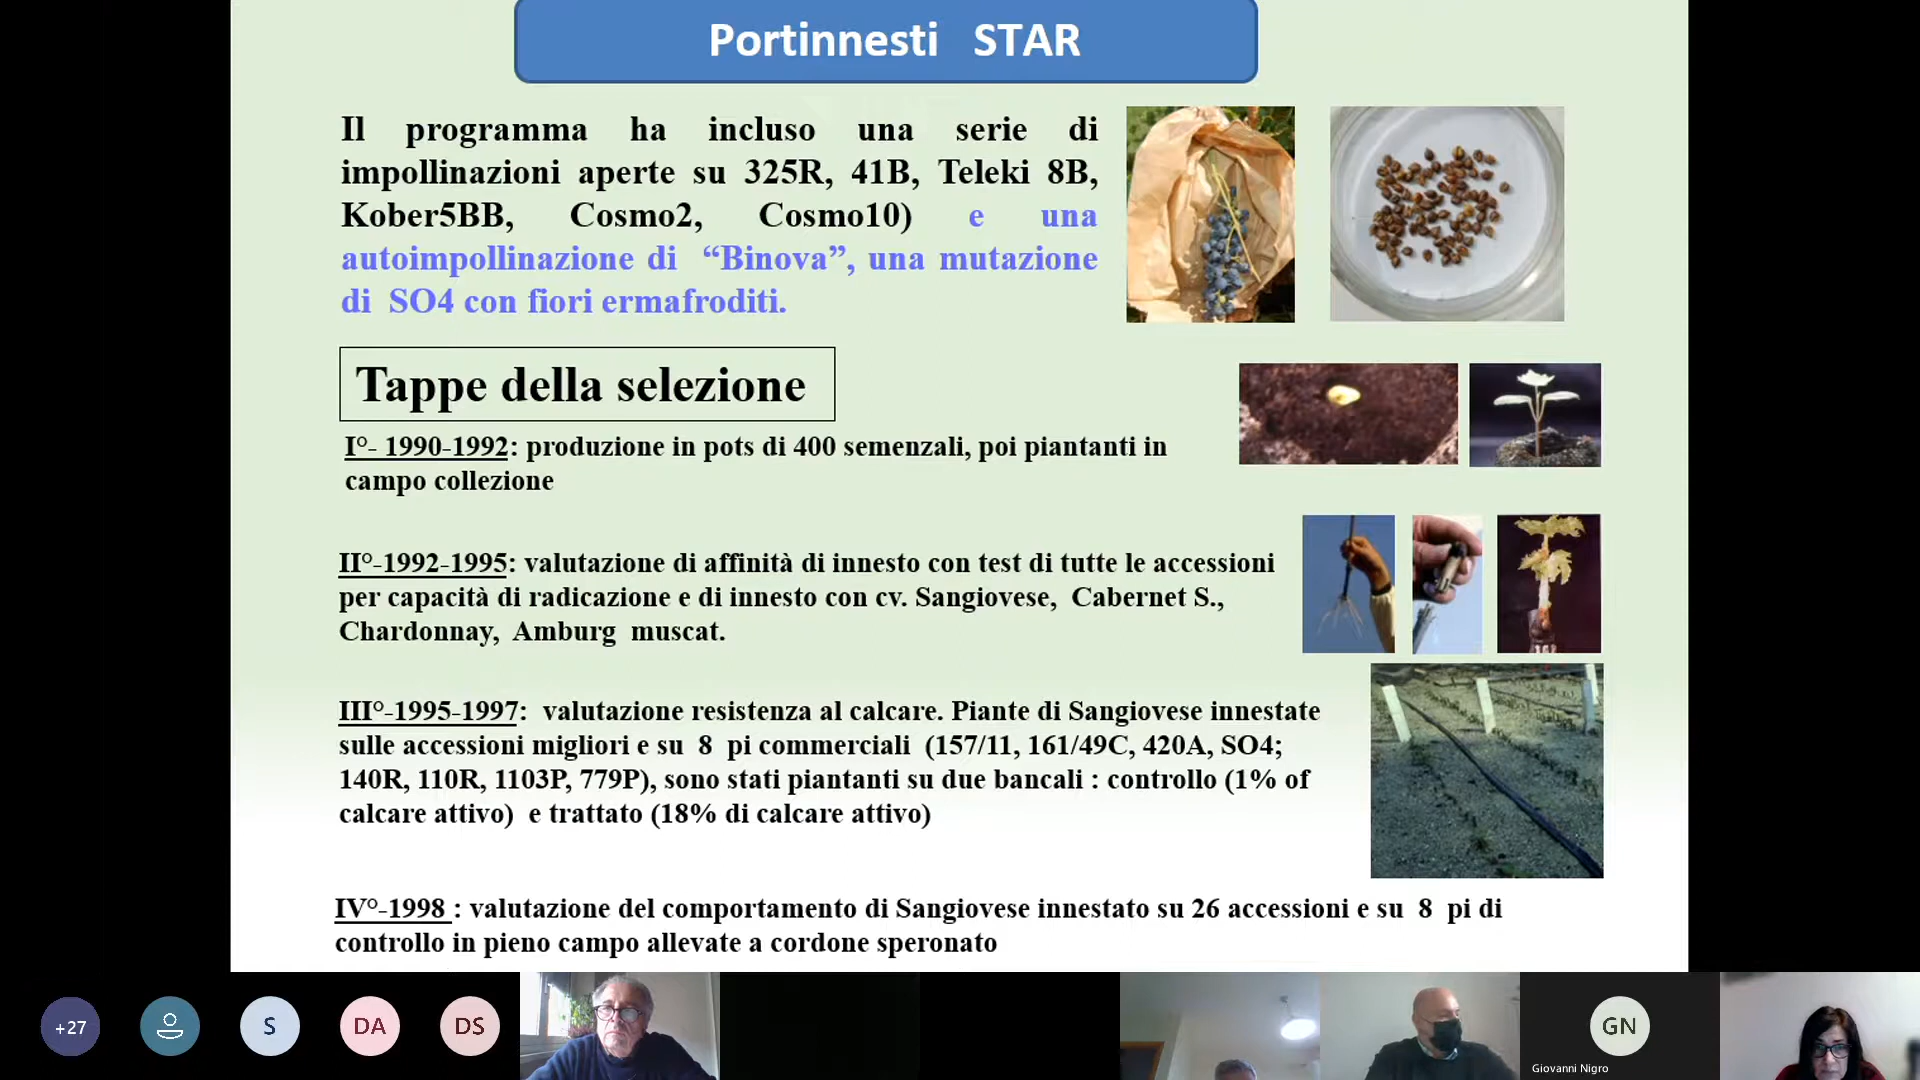 Portinnesti STAR
Il programma ha incluso una serie di
impollinazioni aperte su 325R, 41B, Teleki 8B,
Kober5BB, Cosmo2, Cosmo10) e una
autoimpollinazione di “Binova”, una mutazione
di SO4 con fiori ermafroditi.
Tappe della selezione
I°- 1990-1992: produzione in pots di 400 semenzali, poi piantanti in
campo collezione
II°-1992-1995: valutazione di affinità di innesto con test di tutte le accessioni
per capacità di radicazione e di innesto con cv. Sangiovese, Cabernet S.,
Chardonnay, Amburg muscat.
III°-1995-1997: valutazione resistenza al calcare. Piante di Sangiovese innestate
sulle accessioni migliori e su 8 pi commerciali (157/11, 161/49C, 420A, SO4;
140R, 110R, 1103P, 779P), sono stati piantanti su due bancali : controllo (1% of
calcare attivo) e trattato (18% di calcare attivo)
IV°-1998 : valutazione del comportamento di Sangiovese innestato su 26 accessioni e su 8 pi di
controllo in pieno campo allevate a cordone speronato
+27
S
DA
DS
GN
Giovanni Nigro